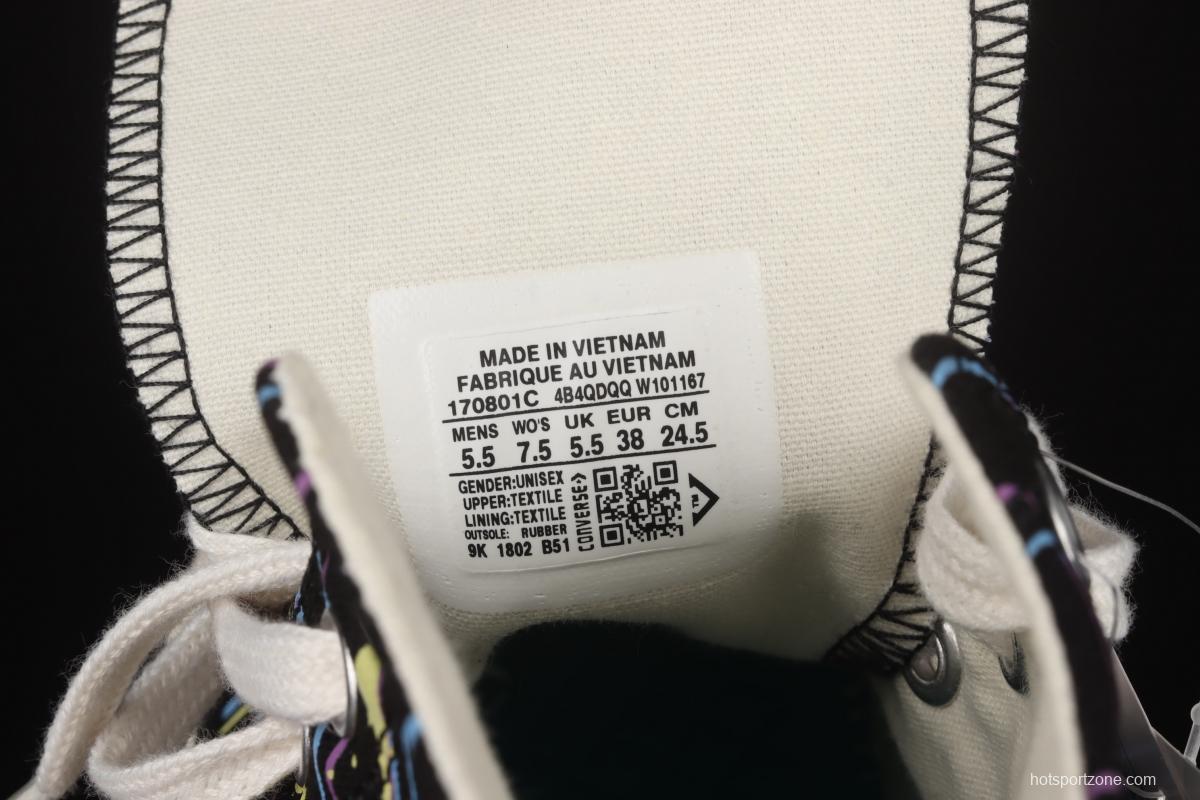 MADE IN VIETNAM
FABRIQUE AU VIETNAM
170801C 4B4QDQQ W101167
MENS WO'S UK EUR CM
5.5 7.5 5.5 38 24.5
GENDER:UNISEX
UPPER:TEXTILE
LINING:TEXTILE
OUTSOLE: RUBBER
9K 1802 B51
CONVERSE>
hotsportzone.com